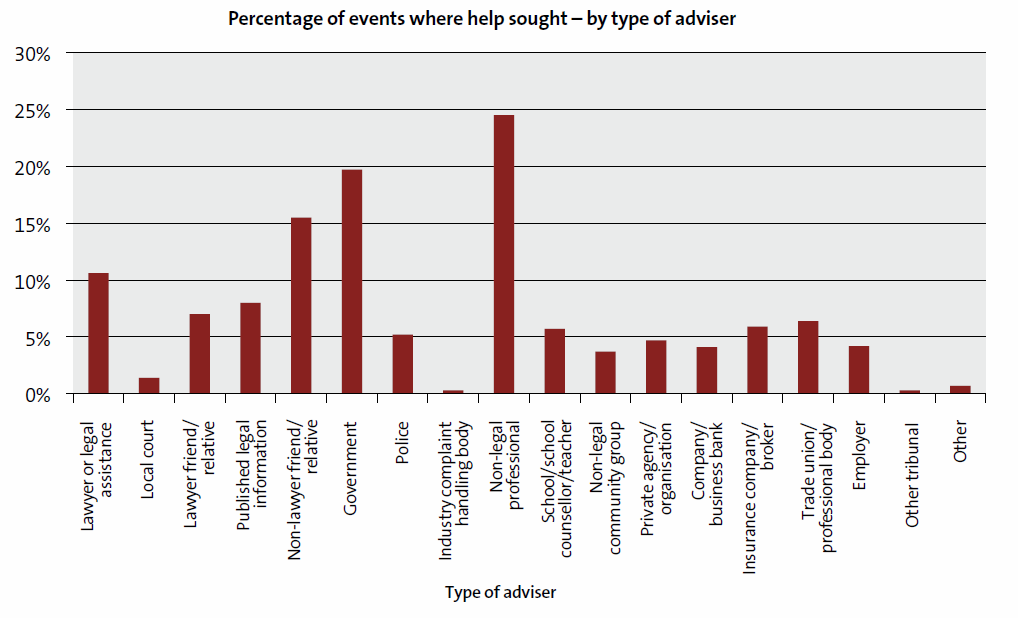 Percentage of events where help sought – by type of adviser
30%
25%
20%
15%
10%
5%
0%
Lawyer or legal
assistance
Local court
Lawyer friend/
relative
Published legal
information
Non-lawyer friend/
relative
Government
Police
Industry complaint
handling body
Non-legal
professional
School/school
counsellor/teacher
Non-legal
community group
Private agency/
organisation
Company/
business bank
Insurance company/
broker
Trade union/
professional body
Employer
Other tribunal
Other
Type of adviser